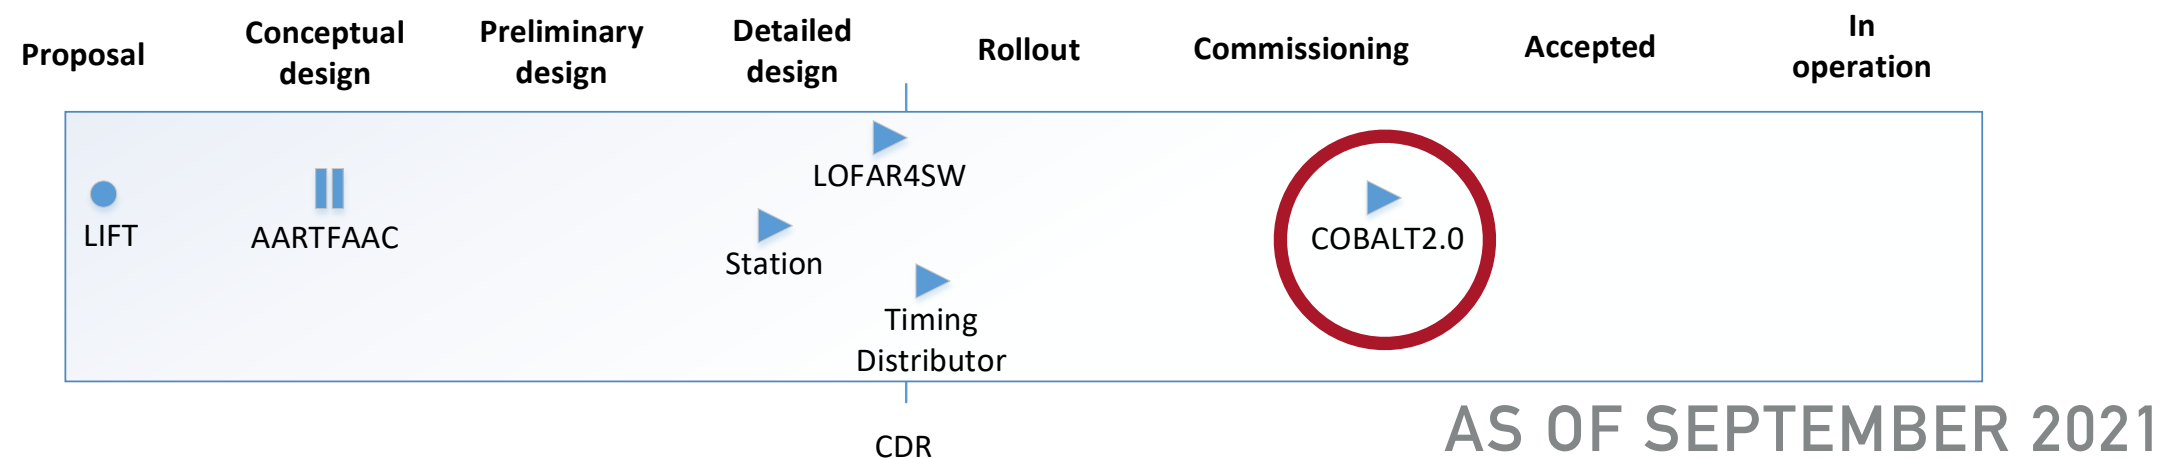 Proposal
Conceptual
design
Preliminary
design
Detailed
design
Rollout
Commissioning
Accepted
In
operation
LIFT
AARTFAAC
LOFAR4SW
Station
Timing
Distributor
COBALT2.0
CDR
AS OF SEPTEMBER 2021